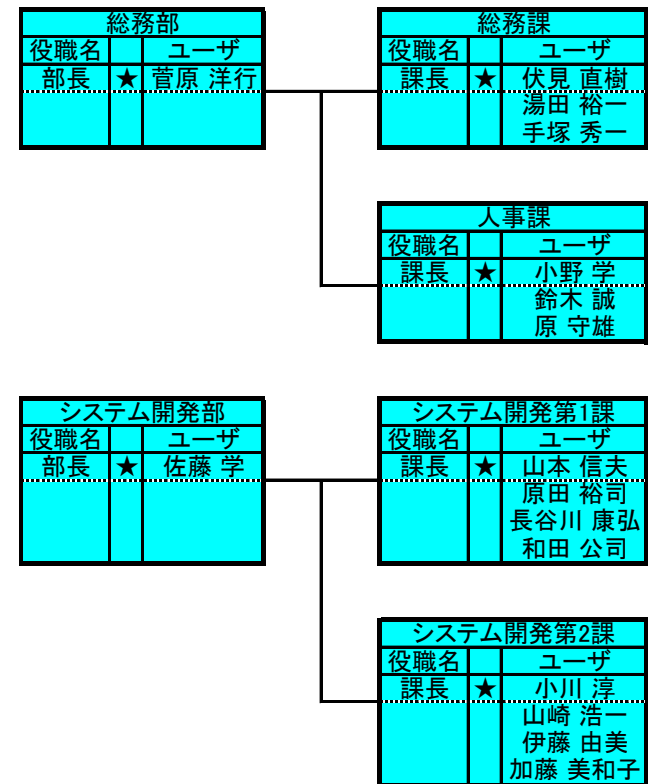 総務部
役職名 ユーザ
部長 ★ 菅原 洋行
総務課
役職名 ユーザ
課長 ★ 伏見 直樹
湯田 裕一
手塚 秀一
人事課
役職名 ユーザ
課長 ★ 小野 学
鈴木 誠
原 守雄
システム開発部
役職名 ユーザ
部長 ★ 佐藤 学
システム開発第1課
役職名 ユーザ
課長 ★ 山本 信夫
原田 裕司
長谷川 康弘
和田 公司
システム開発第2課
役職名 ユーザ
課長 ★ 小川 淳
山崎 浩一
伊藤 由美
加藤 美和子